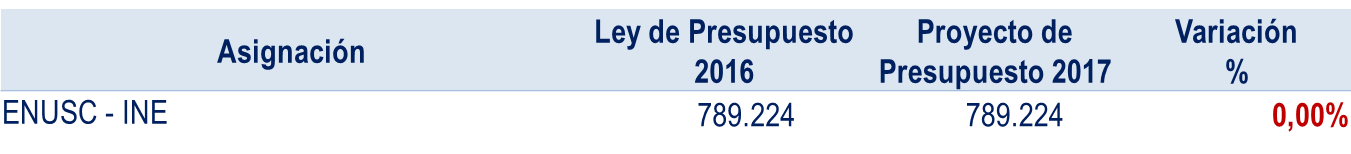 Asignación
Ley de Presupuesto
2016
Proyecto de
Presupuesto 2017
Variación
%
ENUSC - INE 789.224 789.224 0,00%